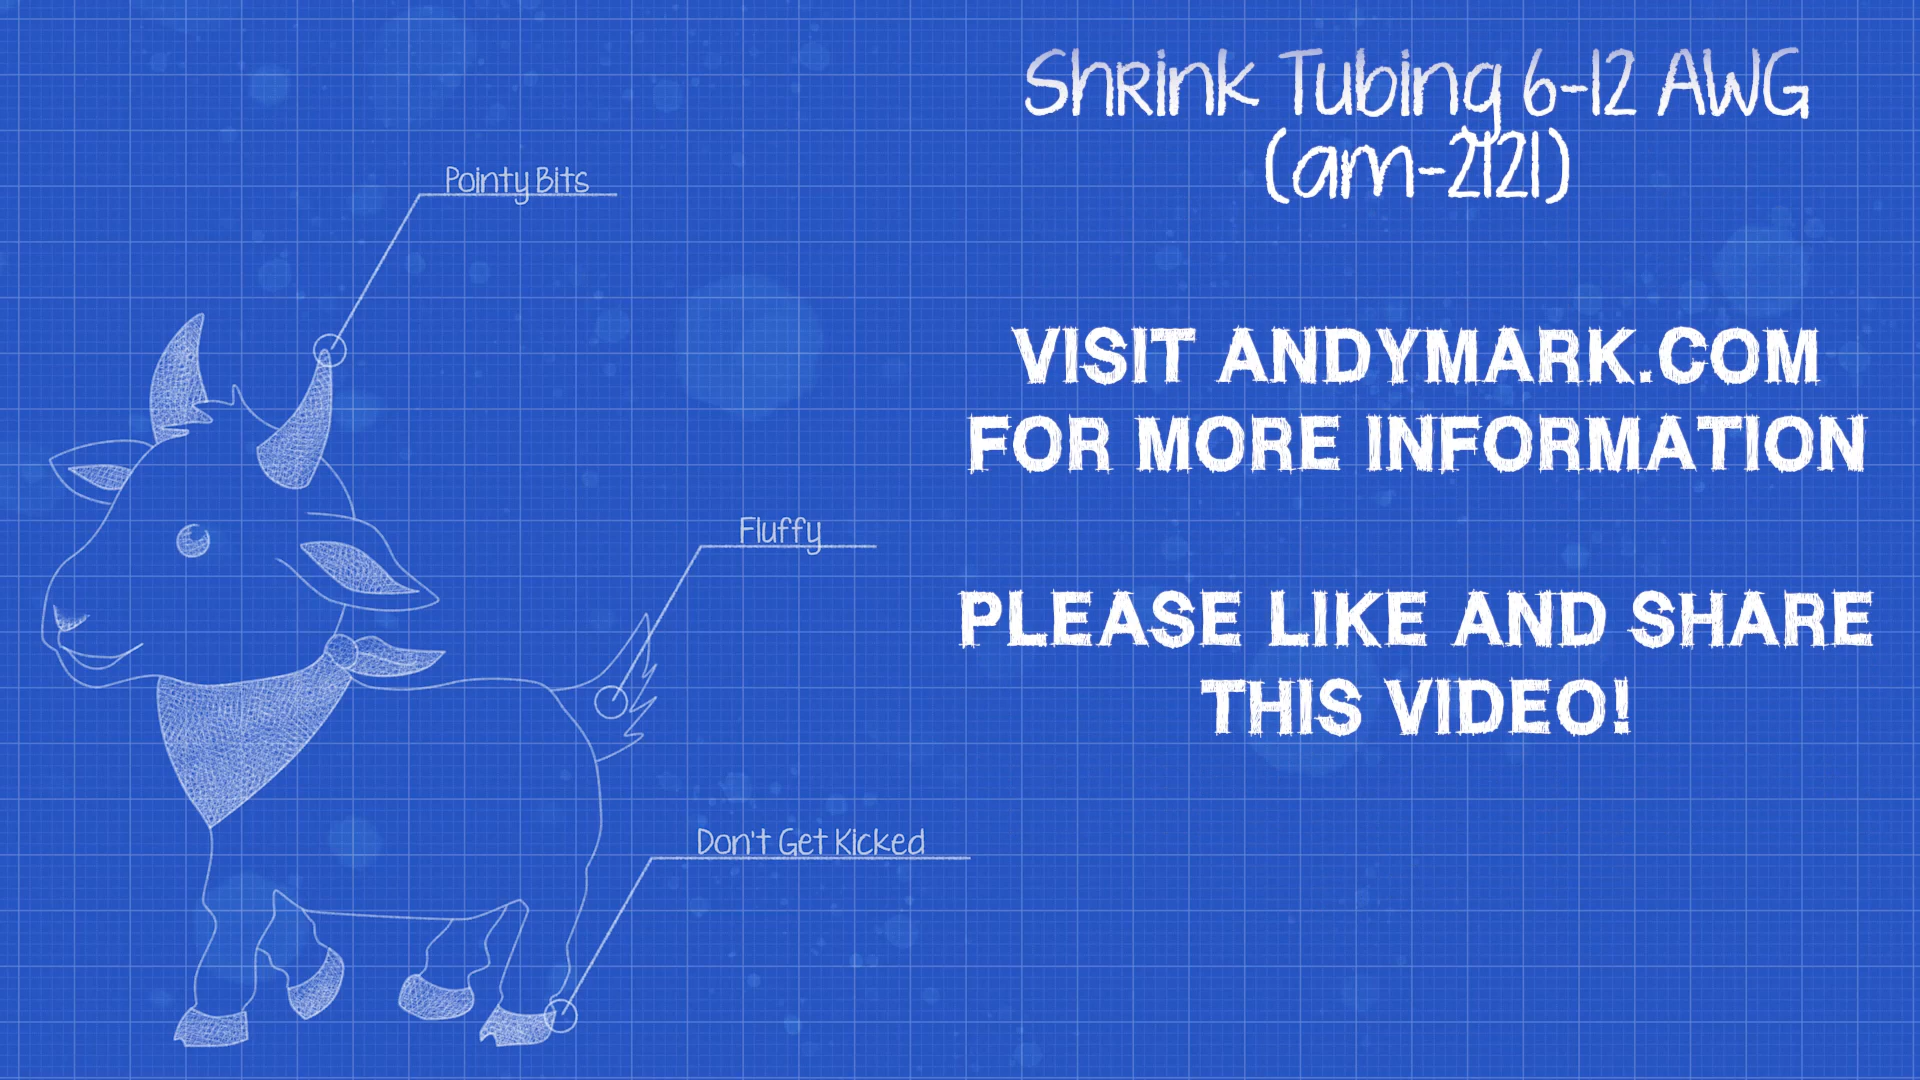 Shrink Tubing 6-12 AWG
(am-2121)
VISIT ANDYMARK.COM
FOR MORE INFORMATION
PLEASE LIKE AND SHARE
THIS VIDEO!
Pointy Bits
Fluffy
Don't Get Kicked